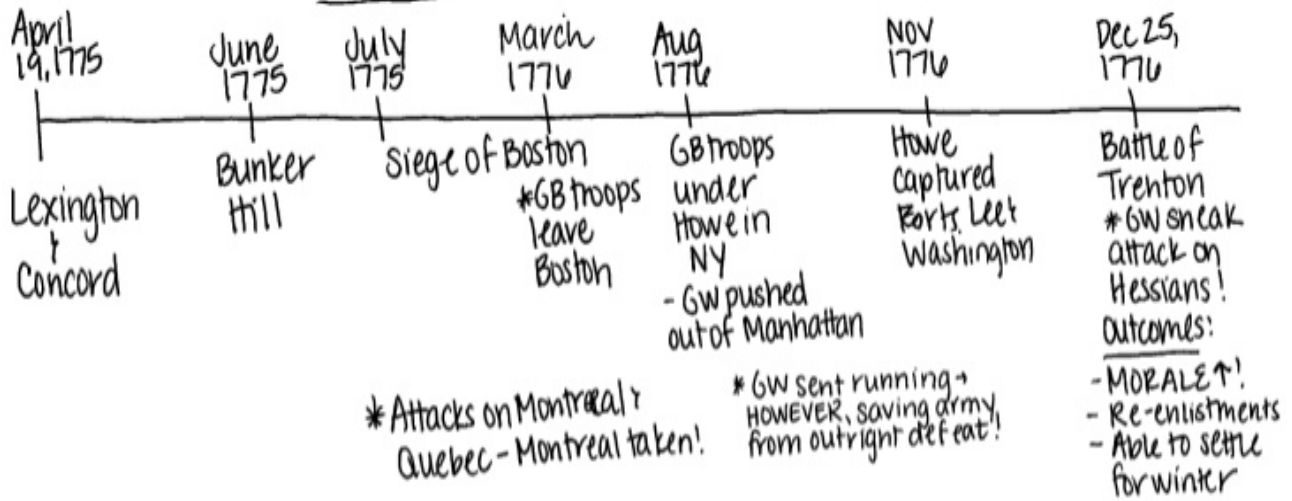 April
19, 1775
Lexington
&
Concord
June
1775
Bunker
Hill
July
1775
March
1776
Siege of Boston
*GB troops
leave
Boston
Aug
1776
GB troops
under
Howe in
NY
- GW pushed
out of Manhattan
Nov
1776
Howe
captured
Forts Lee &
Washington
Dec 25,
1776
Battle of
Trenton
*GW sneak
attack on
Hessians!
outcomes:
- MORALE ↑!
- Re-enlistments
- Able to settle
for winter
* Attacks on Montreal &
Quebec - Montreal taken!
* GW sent running →
HOWEVER, saving army
from outright defeat!